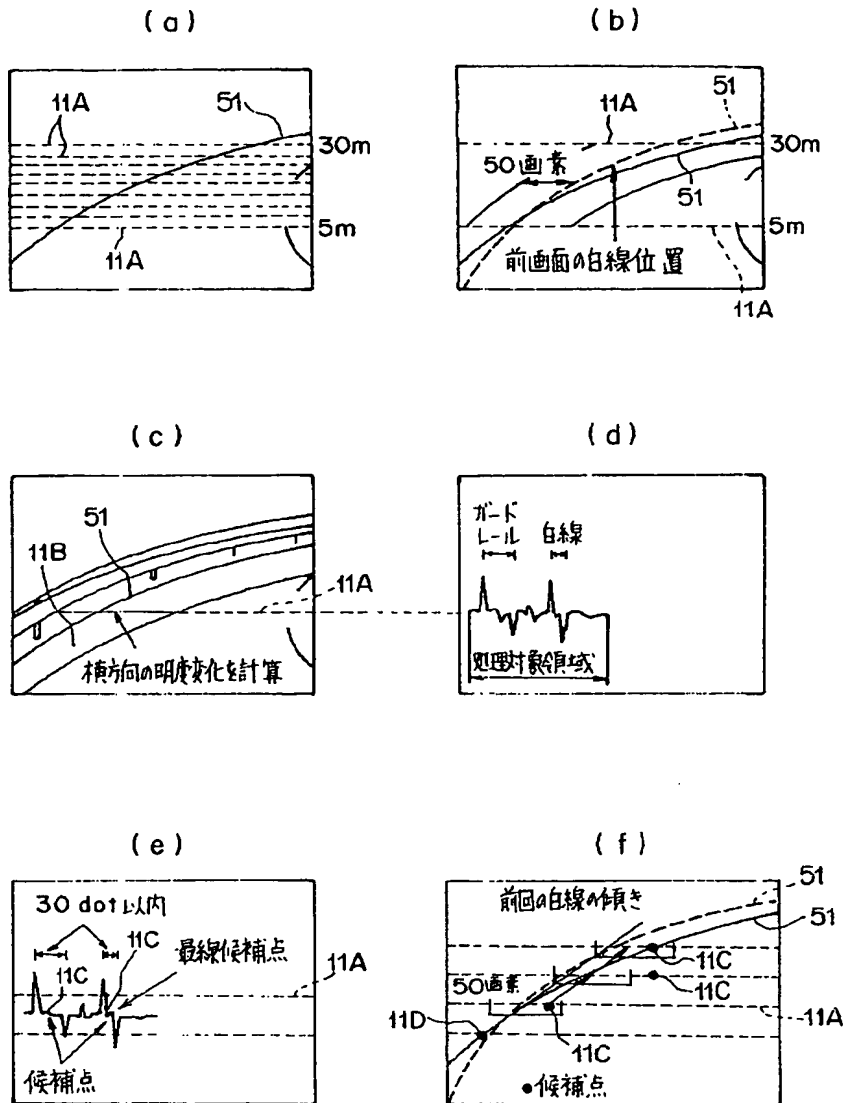 (a)
11A
51
30m
5m
11A
(b)
51
11A
30m
50画素
51
5m
前画面の白線位置
11A
(c)
51
11B
11A
横方向の明度変化を計算
(d)
ガード
レール
白線
処理対象領域
(e)
30 dot以内
11C
11C
最線候補点
11A
候補点
(f)
前回の白線の傾き
51
51
11C
50画素
11C
11A
11D
11C
●候補点